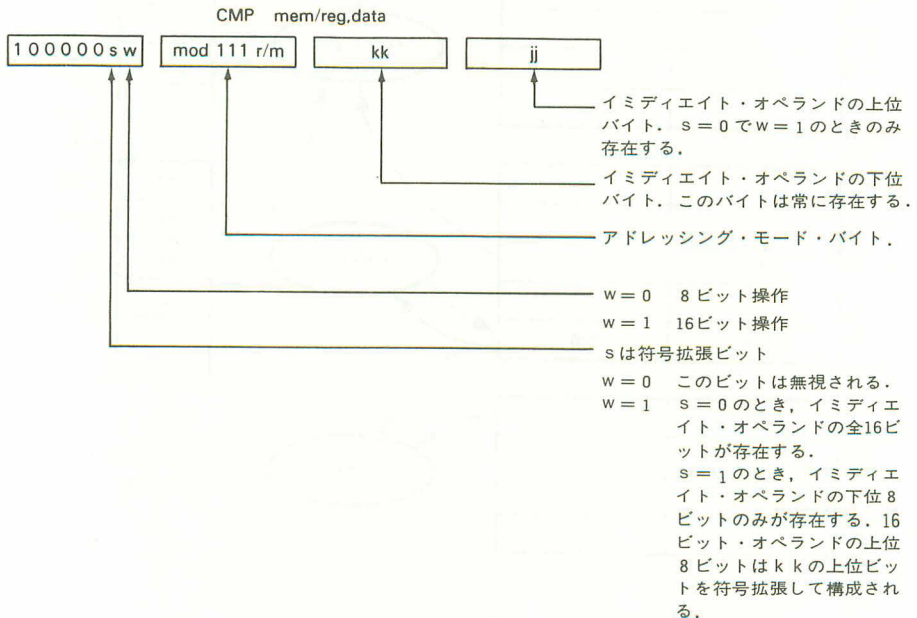 CMP mem/reg,data
1 0 0 0 0 0 s w
mod 111 r/m
kk
jj
イミディエイト・オペランドの上位
バイト．s＝0でw＝1のときのみ
存在する．
イミディエイト・オペランドの下位
バイト．このバイトは常に存在する．
アドレッシング・モード・バイト．
w＝0 8ビット操作
w＝1 16ビット操作
sは符号拡張ビット
w＝0 このビットは無視される．
w＝1 s＝0のとき，イミディエ
イト・オペランドの全16ビ
ットが存在する．
s＝1のとき，イミディエ
イト・オペランドの下位8
ビットのみが存在する．16
ビット・オペランドの上位
8ビットはkkの上位ビッ
トを符号拡張して構成され
る．